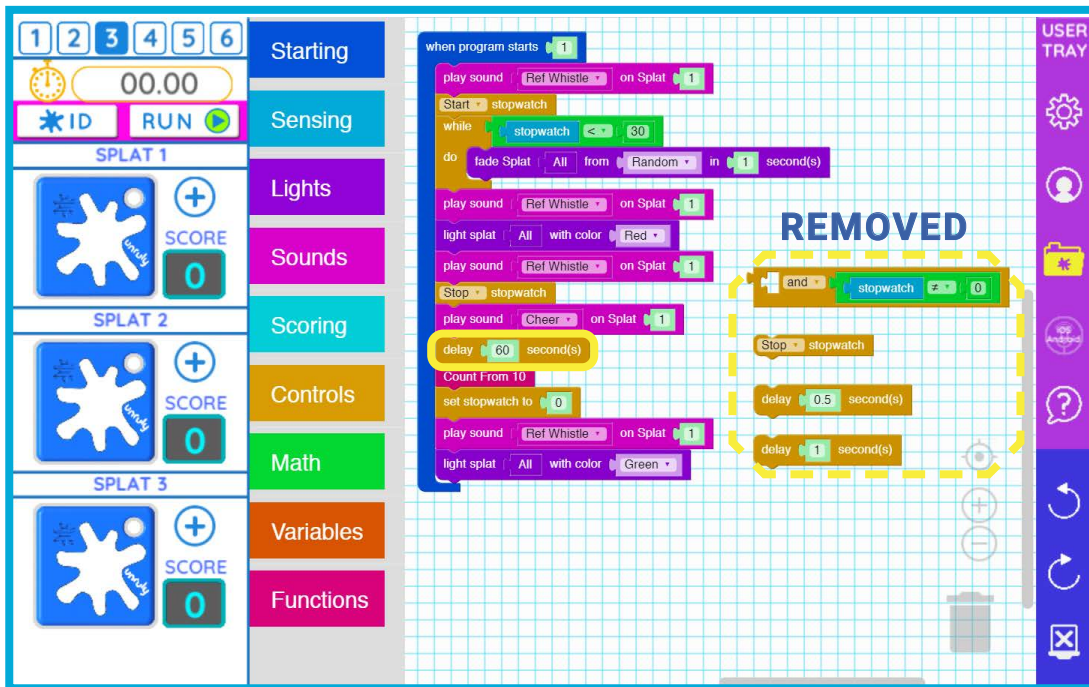 1 2 3 4 5 6
00.00
ID RUN
SPLAT 1
unruly
SCORE
0
SPLAT 2
unruly
SCORE
0
SPLAT 3
unruly
SCORE
0
Starting
Sensing
Lights
Sounds
Scoring
Controls
Math
Variables
Functions
when program starts 1
play sound Ref Whistle on Splat 1
Start stopwatch
while stopwatch < 30
do fade Splat All from Random in 1 second(s)
play sound Ref Whistle on Splat 1
light splat All with color Red
play sound Ref Whistle on Splat 1
Stop stopwatch
play sound Cheer on Splat 1
delay 60 second(s)
Count From 10
set stopwatch to 0
play sound Ref Whistle on Splat 1
light splat All with color Green
REMOVED
and stopwatch ≠ 0
Stop stopwatch
delay 0.5 second(s)
delay 1 second(s)
USER
TRAY
iOS
Android